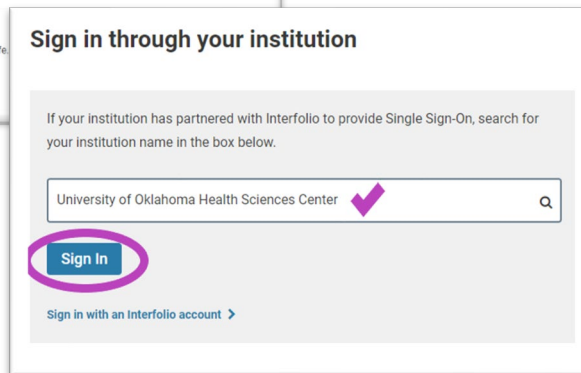 Sign in through your institution
If your institution has partnered with Interfolio to provide Single Sign-On, search for
your institution name in the box below.
University of Oklahoma Health Sciences Center
Sign In
Sign in with an Interfolio account